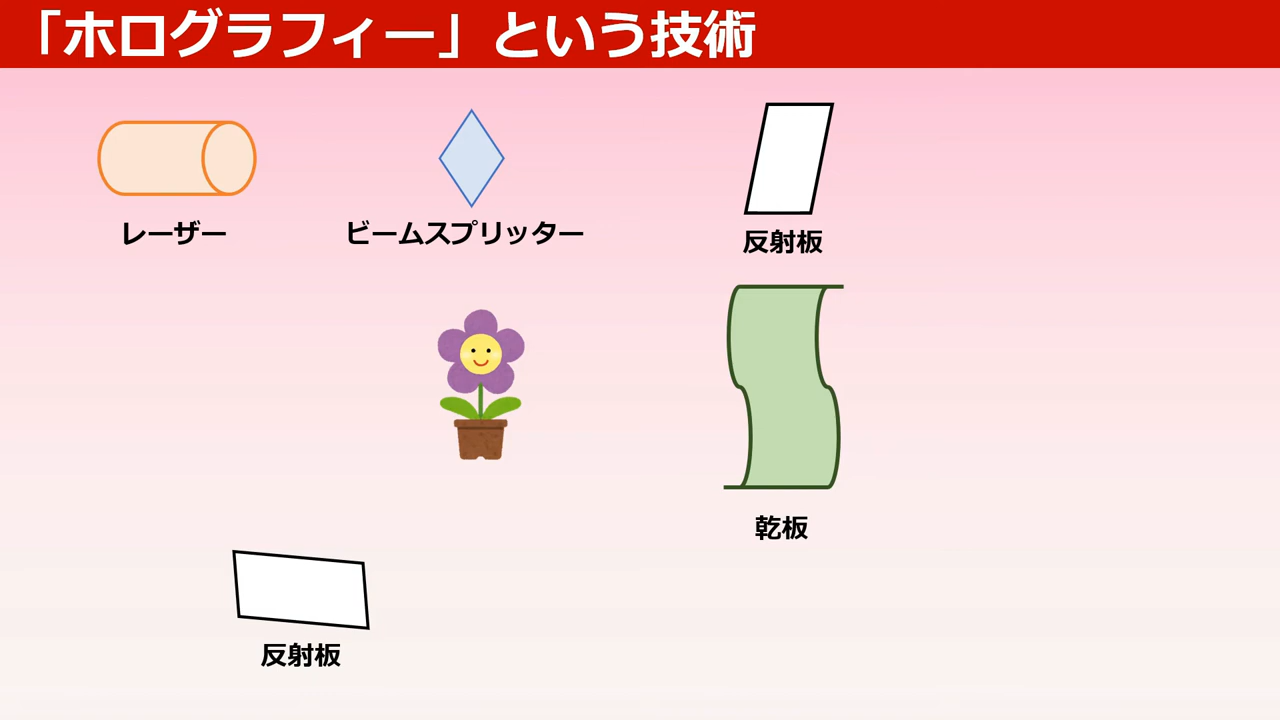 「ホログラフィー」という技術
レーザー
ビームスプリッター
反射板
乾板
反射板